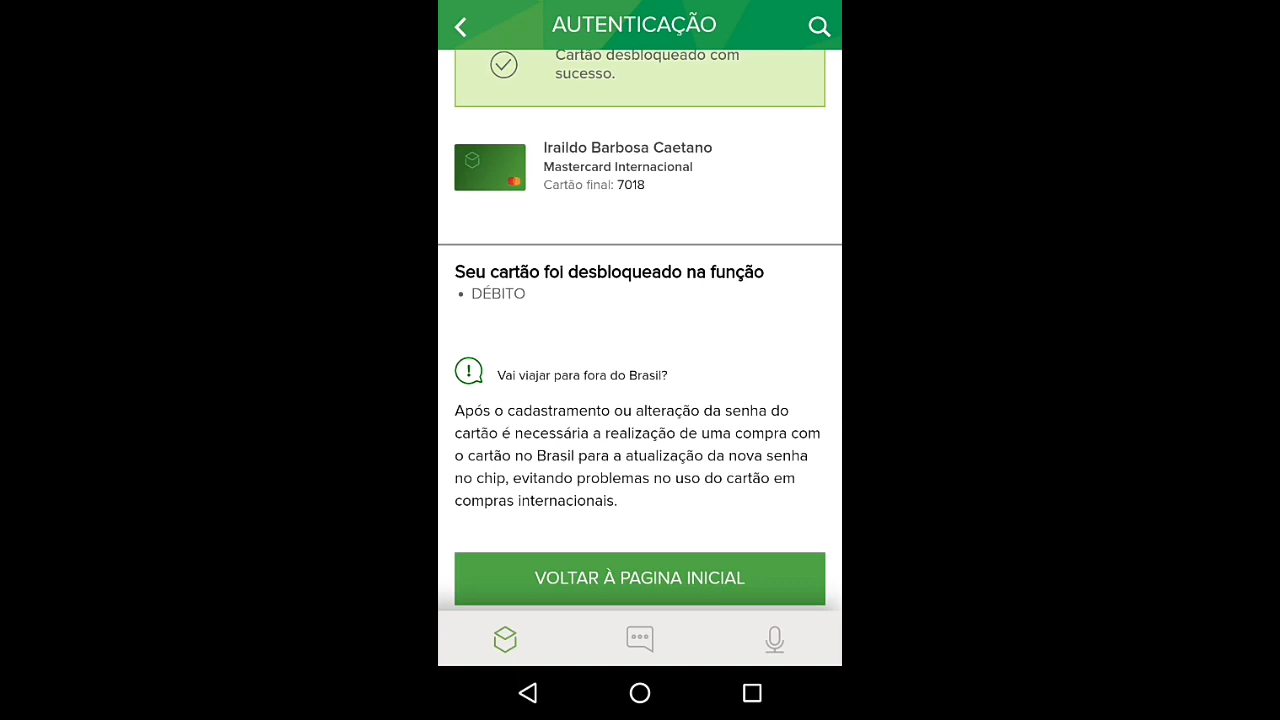 AUTENTICAÇÃO
Cartão desbloqueado com
sucesso.
Iraildo Barbosa Caetano
Mastercard Internacional
Cartão final: 7018
Seu cartão foi desbloqueado na função
• DÉBITO
Vai viajar para fora do Brasil?
Após o cadastramento ou alteração da senha do
cartão é necessária a realização de uma compra com
o cartão no Brasil para a atualização da nova senha
no chip, evitando problemas no uso do cartão em
compras internacionais.
VOLTAR À PAGINA INICIAL